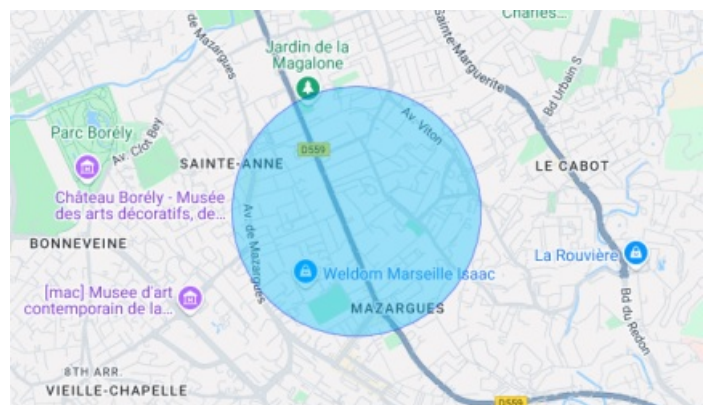 Charles...
de Mazargues
Sainte-Marguerite
Jardin de la
Magalone
Bd Urbain S
Parc Borély
Av. Clot Bey
Av. Viton
D559
SAINTE-ANNE
LE CABOT
Château Borély - Musée
des arts décoratifs, de...
BONNEVEINE
Av. de Mazargues
La Rouvière
Weldom Marseille Isaac
[mac] Musee d'art
contemporain de la...
MAZARGUES
Bd du Redon
8TH ARR.
VIEILLE-CHAPELLE
D559